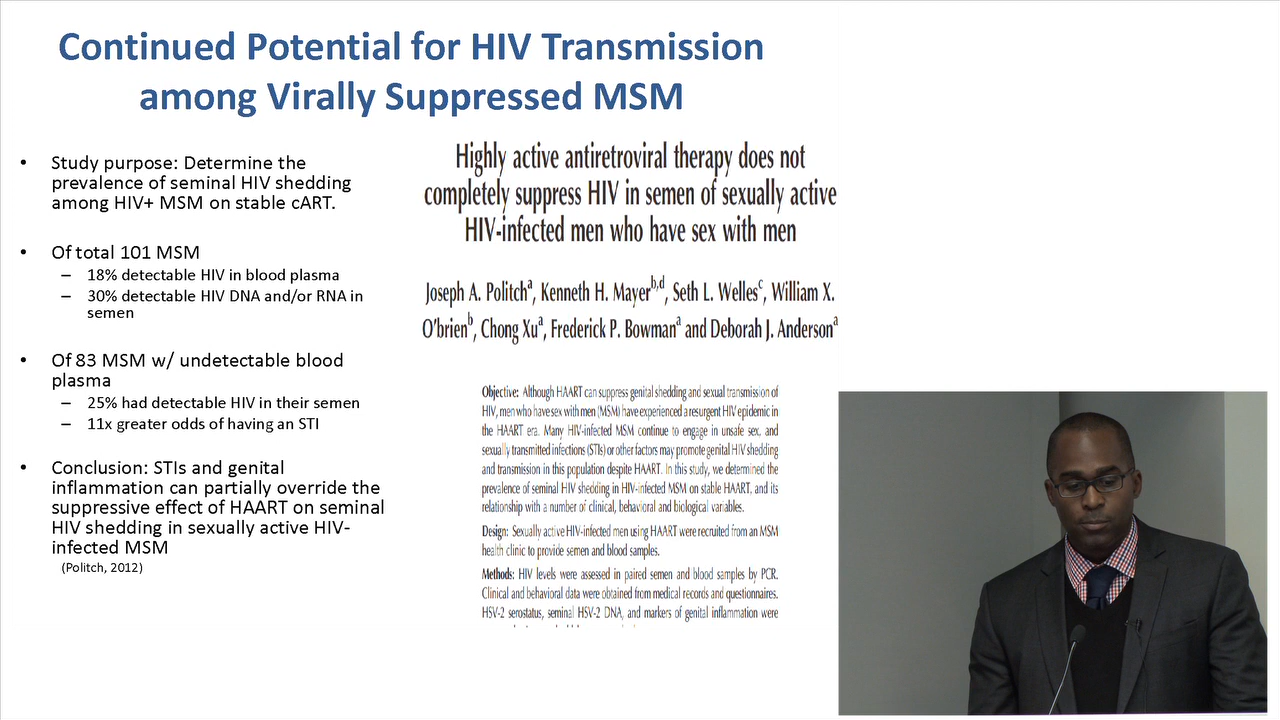 Continued Potential for HIV Transmission
among Virally Suppressed MSM
• Study purpose: Determine the
prevalence of seminal HIV shedding
among HIV+ MSM on stable cART.
• Of total 101 MSM
– 18% detectable HIV in blood plasma
– 30% detectable HIV DNA and/or RNA in
semen
• Of 83 MSM w/ undetectable blood
plasma
– 25% had detectable HIV in their semen
– 11x greater odds of having an STI
• Conclusion: STIs and genital
inflammation can partially override the
suppressive effect of HAART on seminal
HIV shedding in sexually active HIV-
infected MSM
(Politch, 2012)
Highly active antiretroviral therapy does not
completely suppress HIV in semen of sexually active
HIV-infected men who have sex with men
Joseph A. Politch^a, Kenneth H. Mayer^b,d, Seth L. Welles^c, William X.
O'brien^b, Chong Xu^a, Frederick P. Bowman^a and Deborah J. Anderson^a
Objective: Although HAART can suppress genital shedding and sexual transmission of
HIV, men who have sex with men (MSM) have experienced a resurgent HIV epidemic in
the HAART era. Many HIV-infected MSM continue to engage in unsafe sex, and
sexually transmitted infections (STIs) or other factors may promote genital HIV shedding
and transmission in this population despite HAART. In this study, we determined the
prevalence of seminal HIV shedding in HIV-infected MSM on stable HAART, and its
relationship with a number of clinical, behavioral and biological variables.
Design: Sexually active HIV-infected men using HAART were recruited from an MSM
health clinic to provide semen and blood samples.
Methods: HIV levels were assessed in paired semen and blood samples by PCR.
Clinical and behavioral data were obtained from medical records and questionnaires.
HSV-2 serostatus, seminal HSV-2 DNA, and markers of genital inflammation were